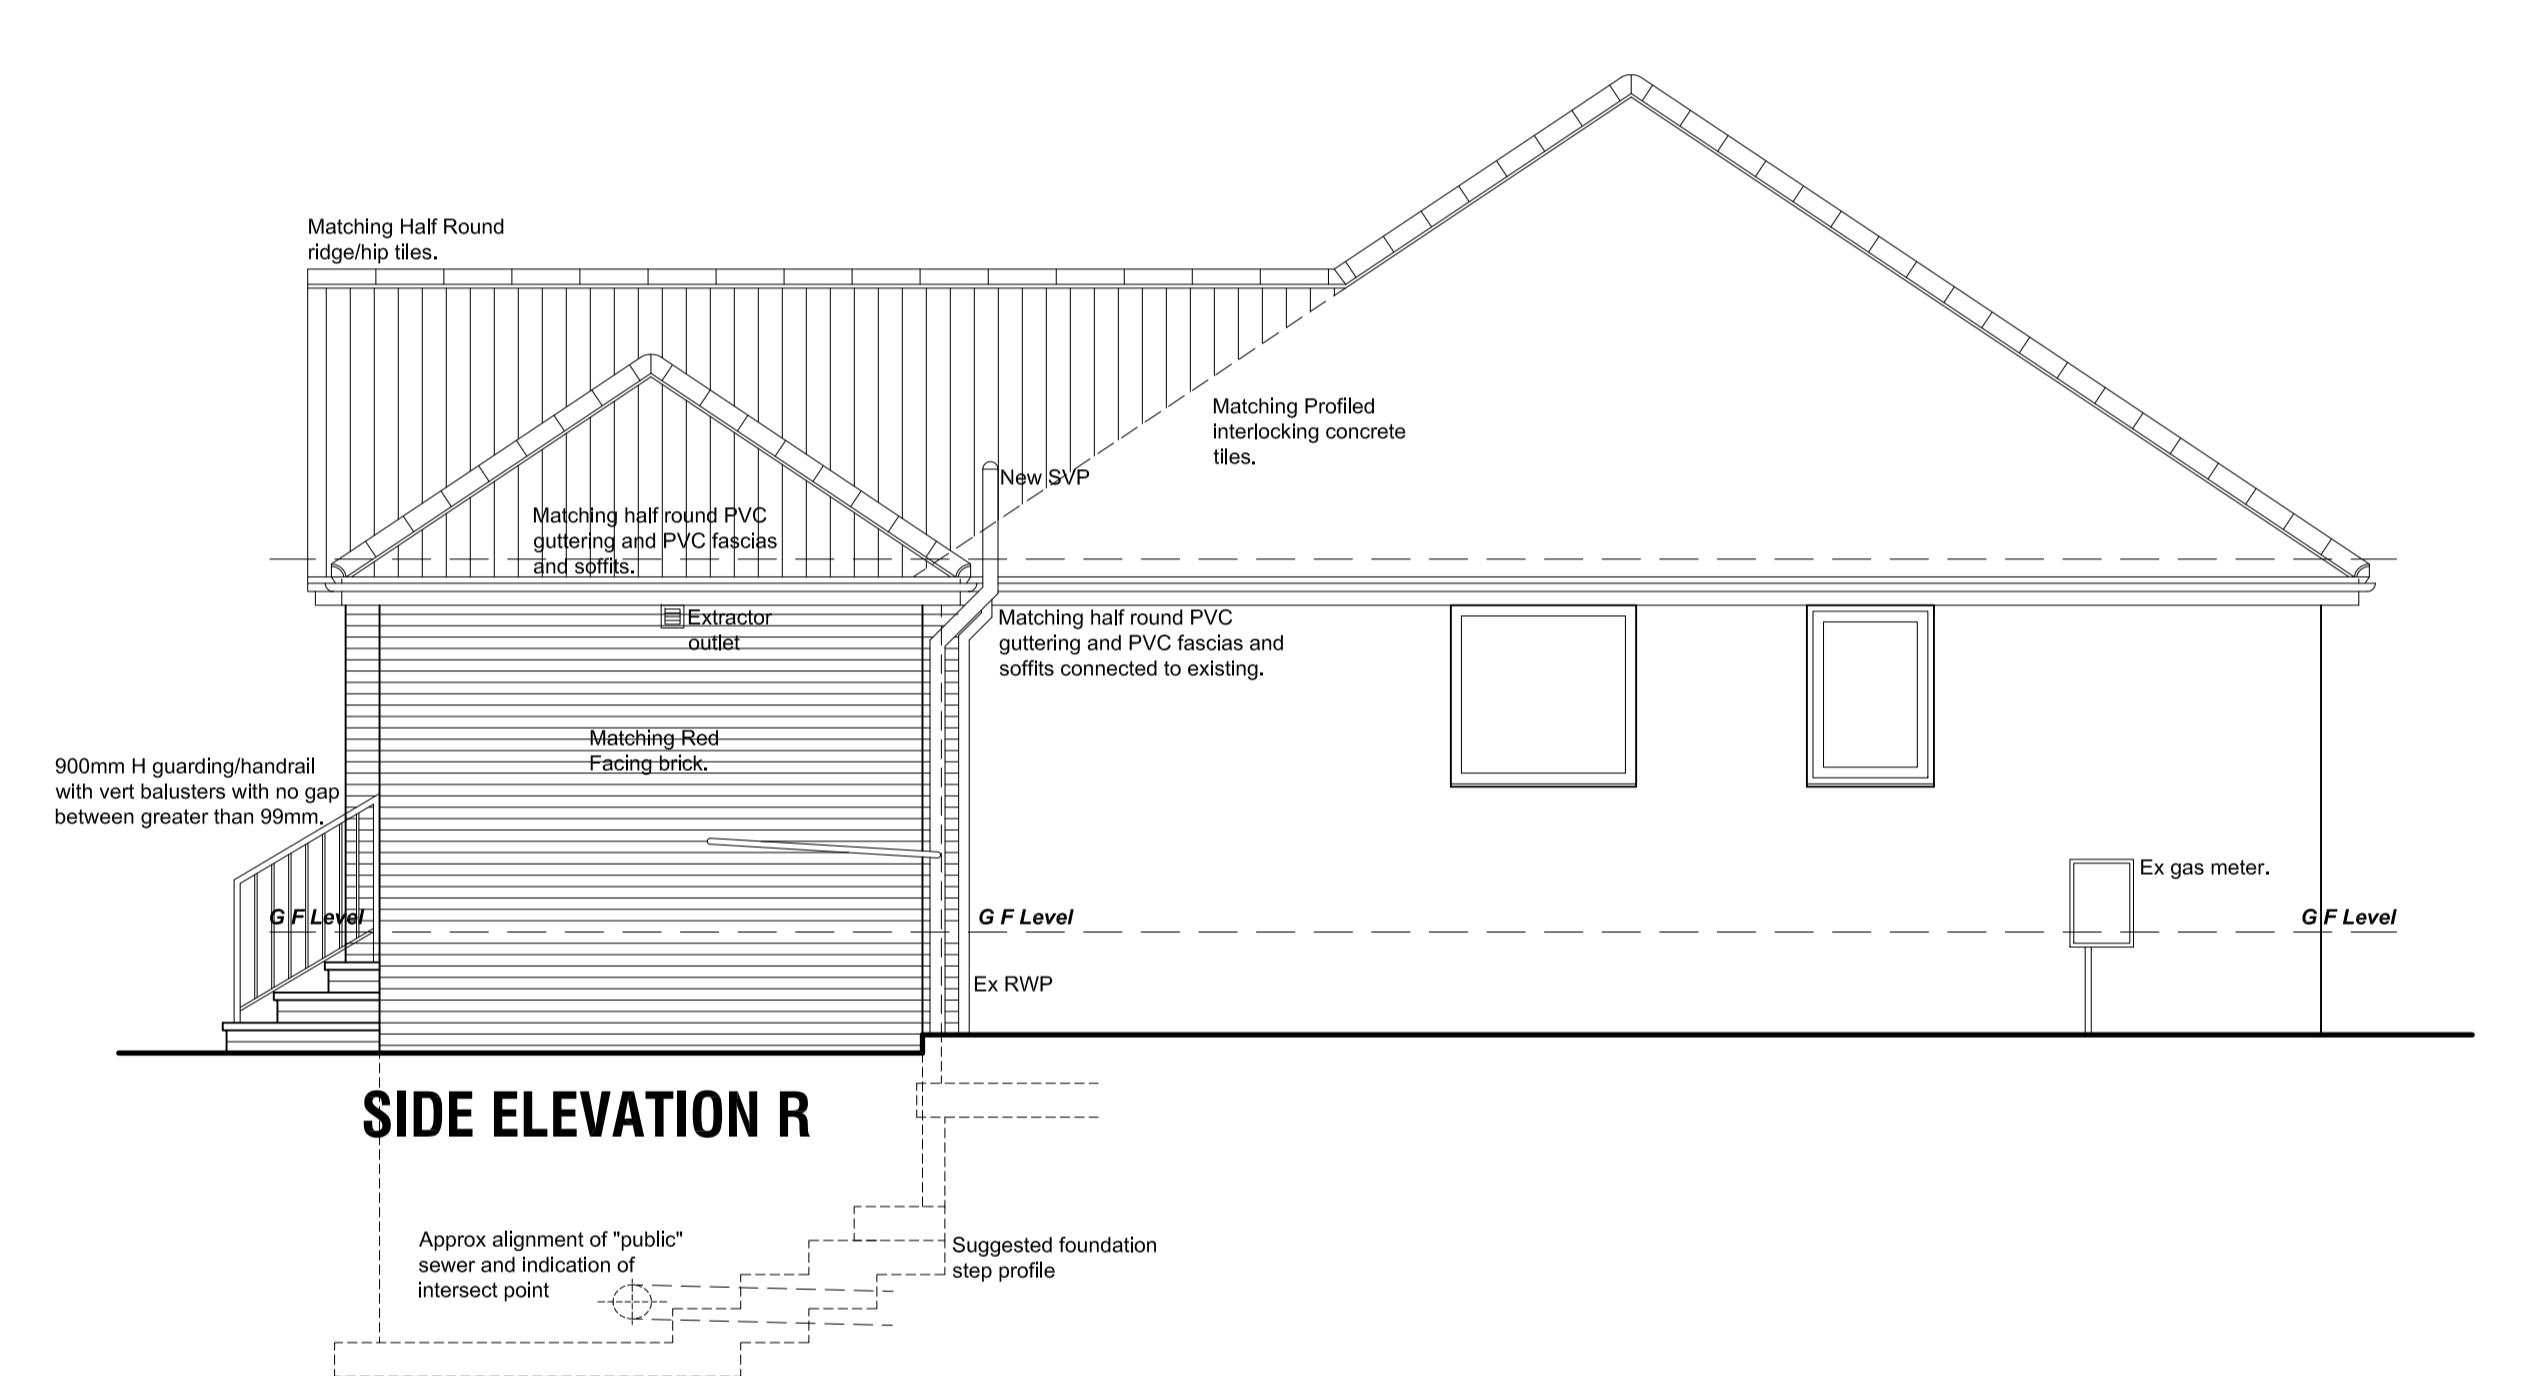 Matching Half Round
ridge/hip tiles.
Matching Profiled
interlocking concrete
tiles.
New SVP
Matching half round PVC
guttering and PVC fascias
and soffits.
Extractor
outlet
Matching half round PVC
guttering and PVC fascias and
soffits connected to existing.
Matching Red
Facing brick.
900mm H guarding/handrail
with vert balusters with no gap
between greater than 99mm.
Ex gas meter.
G F Level
G F Level
G F Level
Ex RWP
SIDE ELEVATION R
Approx alignment of "public"
sewer and indication of
intersect point
Suggested foundation
step profile